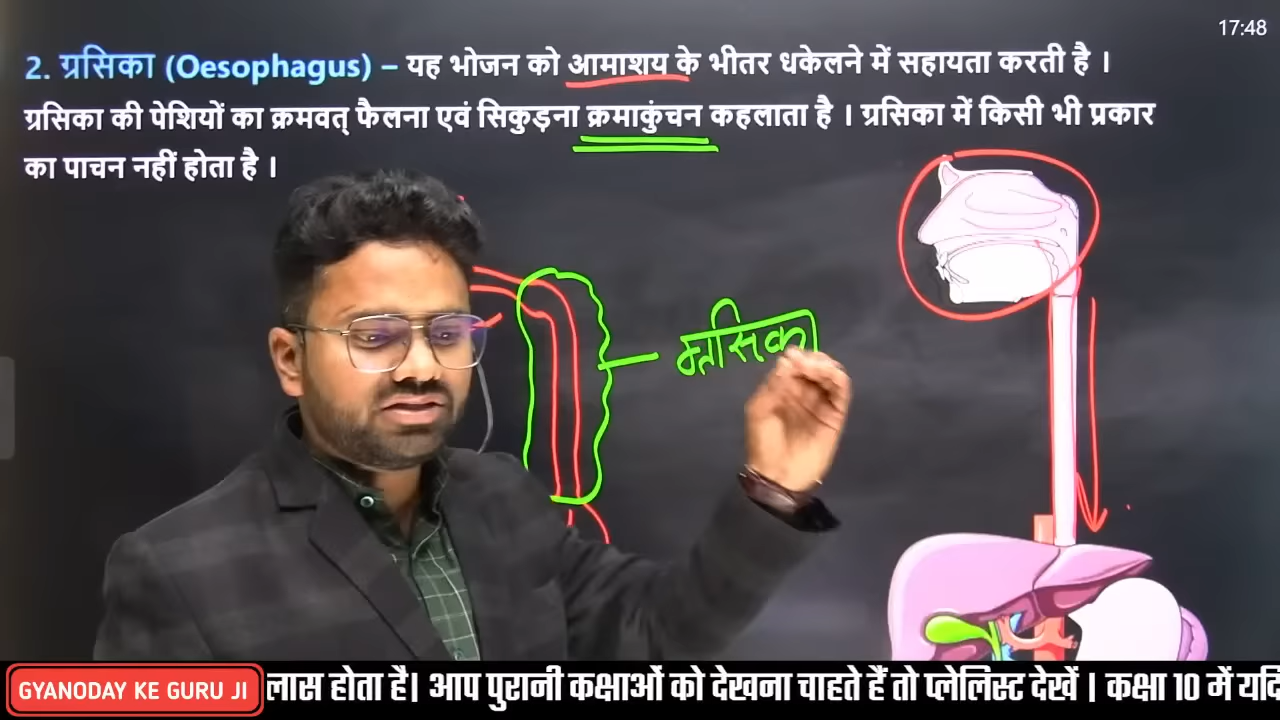 17:48
2. ग्रसिका (Oesophagus) – यह भोजन को आमाशय के भीतर धकेलने में सहायता करती है ।
ग्रसिका की पेशियों का क्रमवत् फैलना एवं सिकुड़ना क्रमाकुंचन कहलाता है । ग्रसिका में किसी भी प्रकार
का पाचन नहीं होता है ।
ग्रसिका
GYANODAY KE GURU JI लास होता है। आप पुरानी कक्षाओं को देखना चाहते हैं तो प्लेलिस्ट देखें । कक्षा 10 में यदि